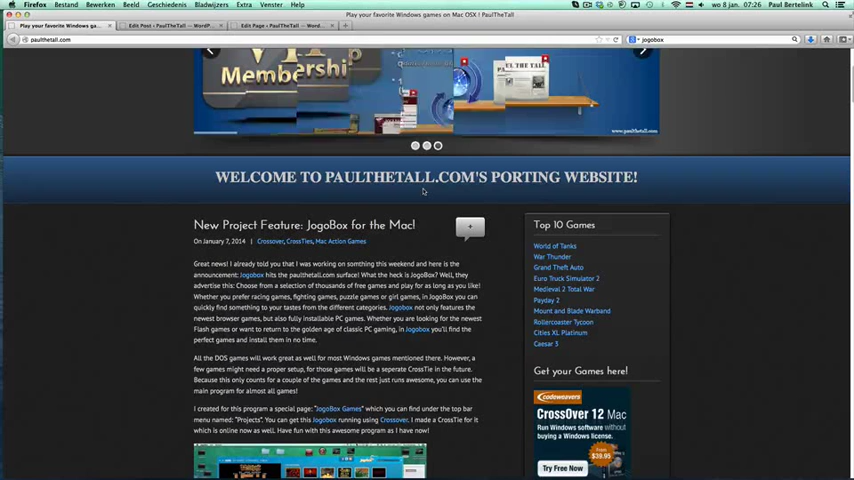 Firefox Archief Bewerken Beeld Geschiedenis Bladwijzers Extra Venster Help wo 8 jan. 07:26 Paul Bertelink
Play your favorite Windows games on Mac OSX ! PaulTheTall
Play your favorite Windows ga... Edit Post ‹ PaulTheTall — WordP... Edit Page ‹ PaulTheTall — Wor...
paulthetall.com
jogobox
Membership
PAUL THE TALL
www.paulthetall.com
WELCOME TO PAULTHETALL.COM'S PORTING WEBSITE!
New Project Feature: JogoBox for the Mac!
+
On January 7, 2014 | Crossover, CrossTies, Mac Action Games
Great news! I already told you that I was working on somthing this weekend and here is the
announcement: Jogobox hits the paulthetall.com surface! What the heck is JogoBox? Well, they
advertise this: Choose from a selection of thousands of free games and play for as long as you like!
Whether you prefer racing games, fighting games, puzzle games or girl games, in JogoBox you can
quickly find something to your tastes from the different categories. Jogobox not only features the
newest browser games, but also fully installable PC games. Whether you are looking for the newest
Flash games or want to return to the golden age of classic PC gaming, in Jogobox you'll find the
perfect games and install them in no time.
All the DOS games will work great as well for most Windows games mentioned there. However, a
few games might need a proper setup, for those games will be a seperate CrossTie in the future.
Because this only counts for a couple of the games and the rest just runs awesome, you can use the
main program for almost all games!
I created for this program a special page: "JogoBox Games" which you can find under the top bar
menu named: "Projects". You can get this Jogobox running using Crossover. I made a CrossTie for it
which is online now as well. Have fun with this awesome program as I have now!
Top 10 Games
World of Tanks
War Thunder
Grand Theft Auto
Euro Truck Simulator 2
Medieval 2 Total War
Payday 2
Mount and Blade Warband
Rollercoaster Tycoon
Cities XL Platinum
Caesar 3
Get your Games here!
codeweavers
CrossOver 12 Mac
Run Windows software
without buying a
Windows license.
From
$39.95
Try Free Now